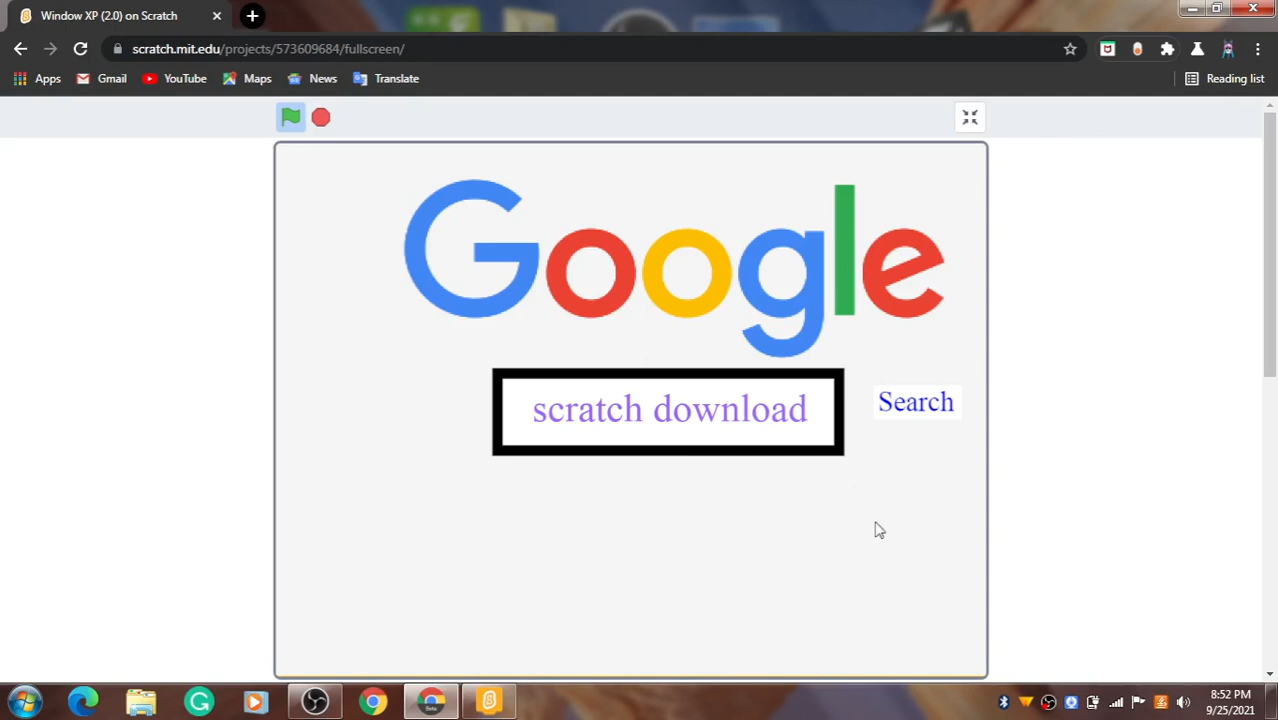 Window XP (2.0) on Scratch
scratch.mit.edu/projects/573609684/fullscreen/
Apps Gmail YouTube Maps News Translate Reading list
Google
scratch download
Search
Beta
8:52 PM
9/25/2021